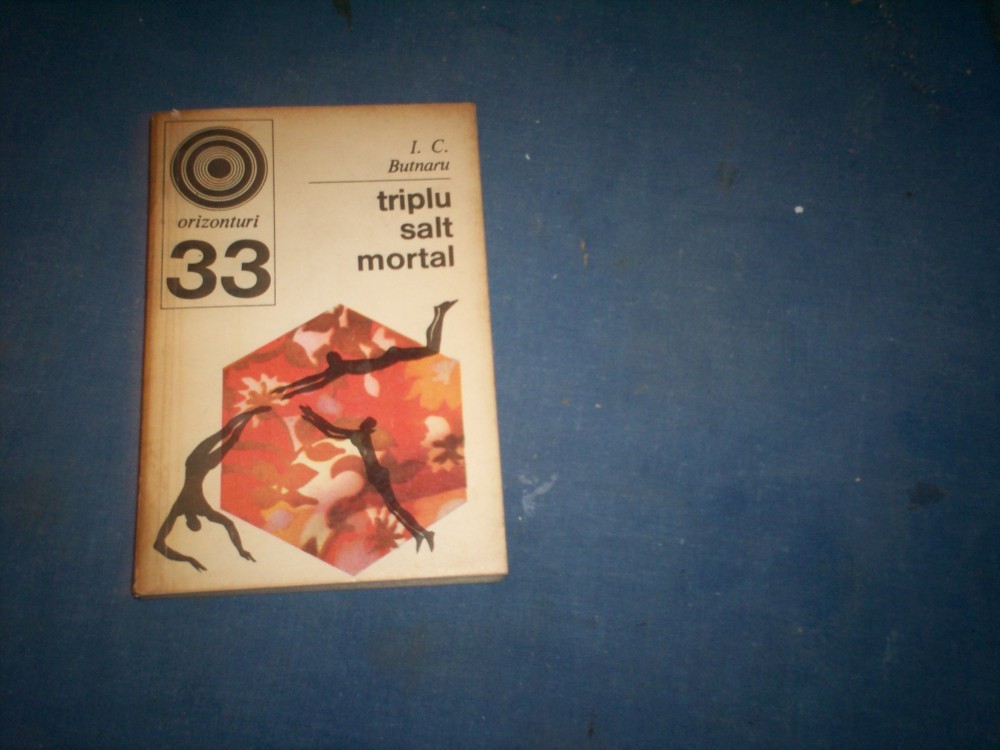 orizonturi
33
I. C.
Butnaru
triplu
salt
mortal